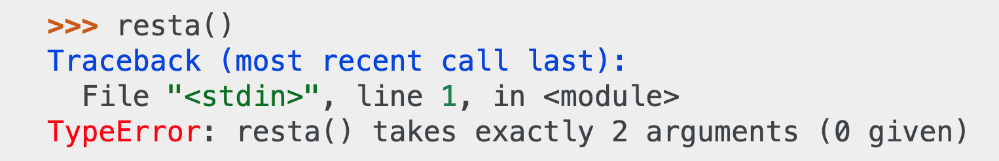 >>> resta()
Traceback (most recent call last):
  File "<stdin>", line 1, in <module>
TypeError: resta() takes exactly 2 arguments (0 given)